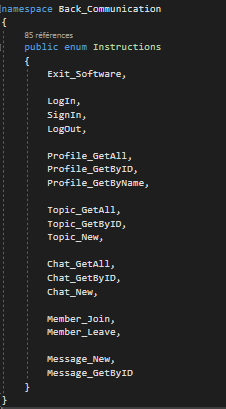 namespace Back_Communication
{
85 références
public enum Instructions
{
Exit_Software,
LogIn,
SignIn,
LogOut,
Profile_GetAll,
Profile_GetByID,
Profile_GetByName,
Topic_GetAll,
Topic_GetByID,
Topic_New,
Chat_GetAll,
Chat_GetByID,
Chat_New,
Member_Join,
Member_Leave,
Message_New,
Message_GetByID
}
}